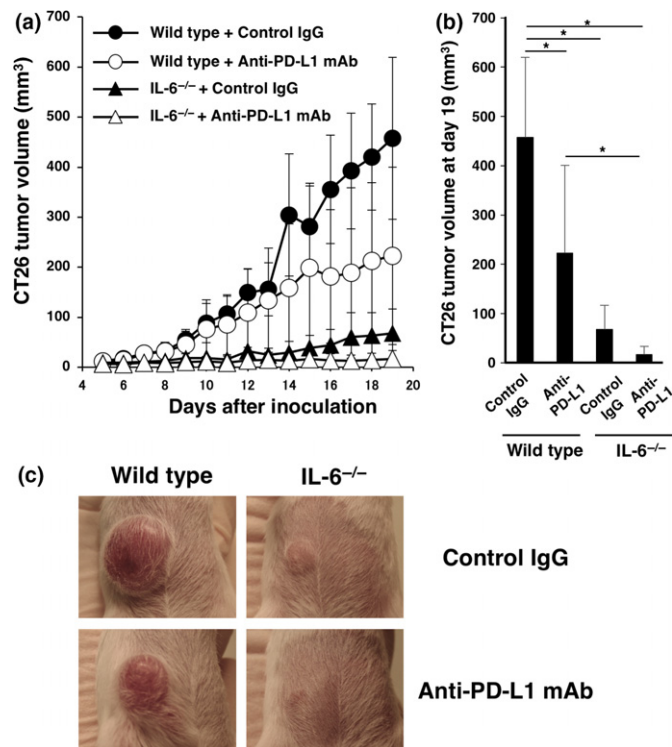 (a)
CT26 tumor volume (mm³)
700
600
500
400
300
200
100
0
Wild type + Control IgG
Wild type + Anti-PD-L1 mAb
IL-6⁻/⁻ + Control IgG
IL-6⁻/⁻ + Anti-PD-L1 mAb
4 6 8 10 12 14 16 18 20
Days after inoculation
(b)
CT26 tumor volume at day 19 (mm³)
700
600
500
400
300
200
100
0
*
*
*
*
Control IgG
Anti-PD-L1
Control IgG
Anti-PD-L1
Wild type IL-6⁻/⁻
(c)
Wild type IL-6⁻/⁻
Control IgG
Anti-PD-L1 mAb